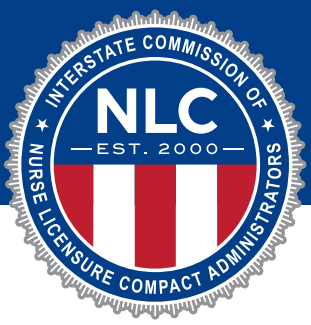 ★ INTERSTATE COMMISSION OF ★
NLC
EST. 2000
NURSE LICENSURE COMPACT ADMINISTRATORS